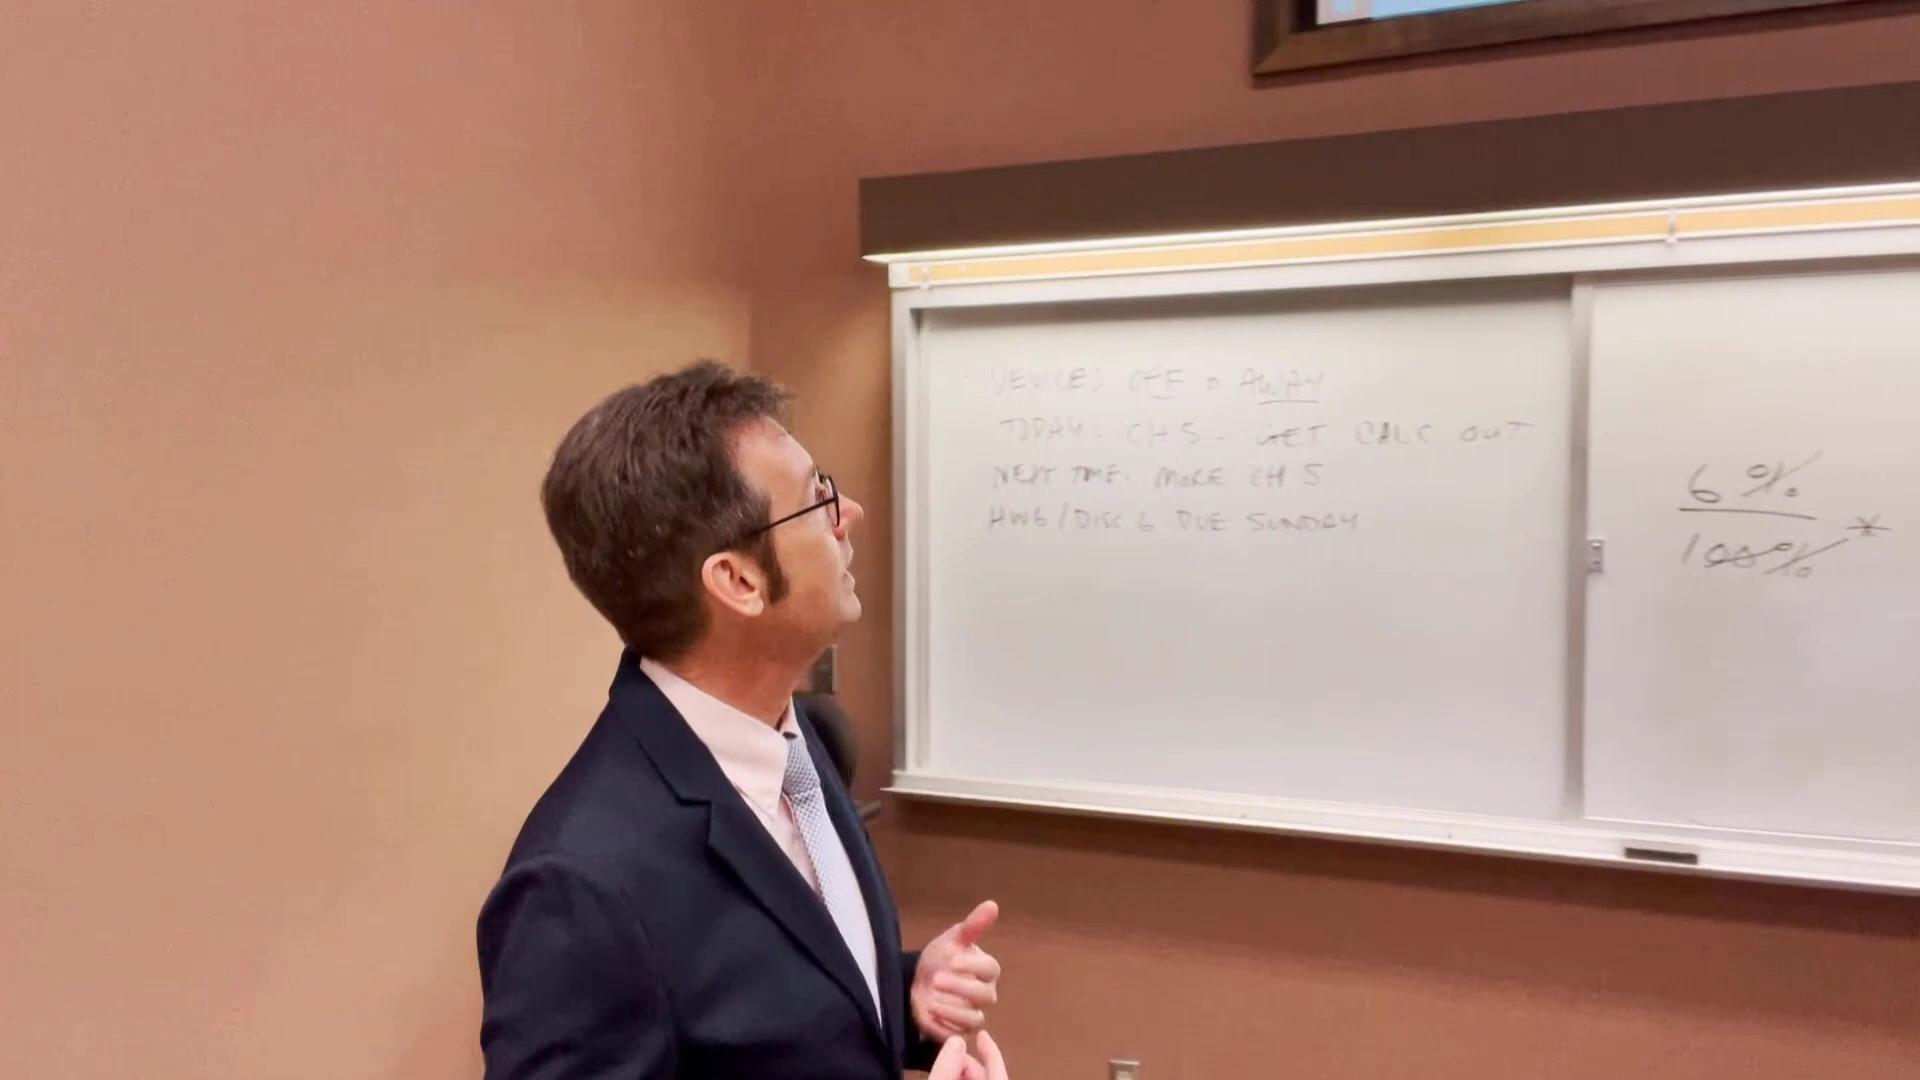 DEVICES OFF & AWAY
TODAY: CH 5 - GET CALC OUT
NEXT TIME: MORE CH 5
HW6/DISC 6 DUE SUNDAY
6%
100% *